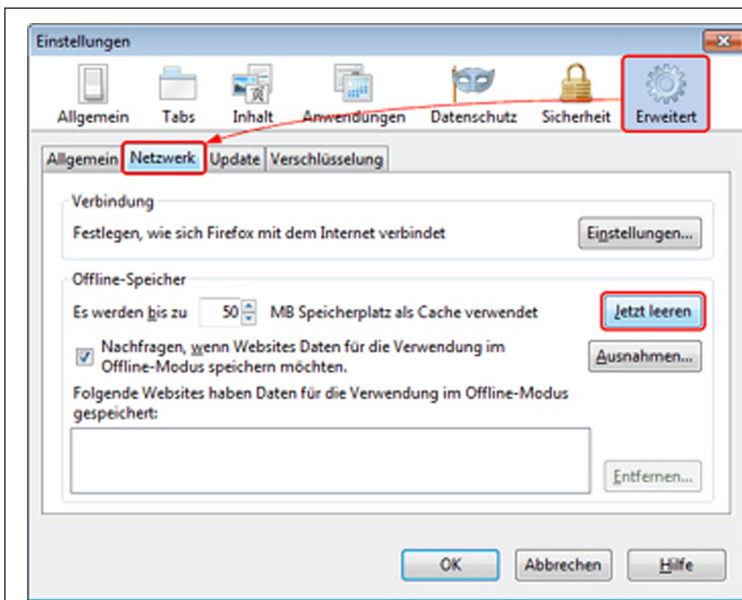 Einstellungen
Allgemein Tabs Inhalt Anwendungen Datenschutz Sicherheit Erweitert
Allgemein Netzwerk Update Verschlüsselung
Verbindung
Festlegen, wie sich Firefox mit dem Internet verbindet Einstellungen...
Offline-Speicher
Es werden bis zu 50 MB Speicherplatz als Cache verwendet Jetzt leeren
Nachfragen, wenn Websites Daten für die Verwendung im
Offline-Modus speichern möchten. Ausnahmen...
Folgende Websites haben Daten für die Verwendung im Offline-Modus
gespeichert:
Entfernen...
OK Abbrechen Hilfe